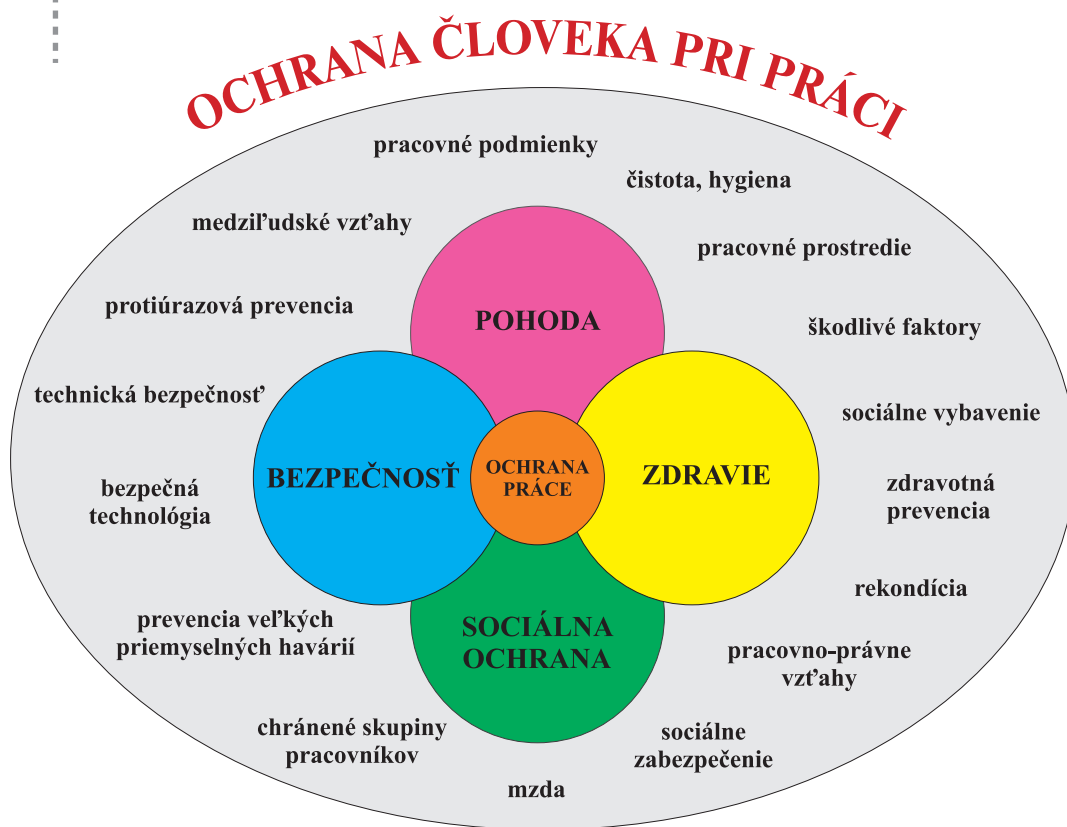 OCHRANA ČLOVEKA PRI PRÁCI
pracovné podmienky
čistota, hygiena
medziľudské vzťahy
pracovné prostredie
protiúrazová prevencia
POHODA
škodlivé faktory
technická bezpečnosť
sociálne vybavenie
BEZPEČNOSŤ
OCHRANA
PRÁCE
ZDRAVIE
bezpečná
technológia
zdravotná
prevencia
rekondícia
prevencia veľkých
priemyselných havárií
SOCIÁLNA
OCHRANA
pracovno-právne
vzťahy
chránené skupiny
pracovníkov
sociálne
zabezpečenie
mzda